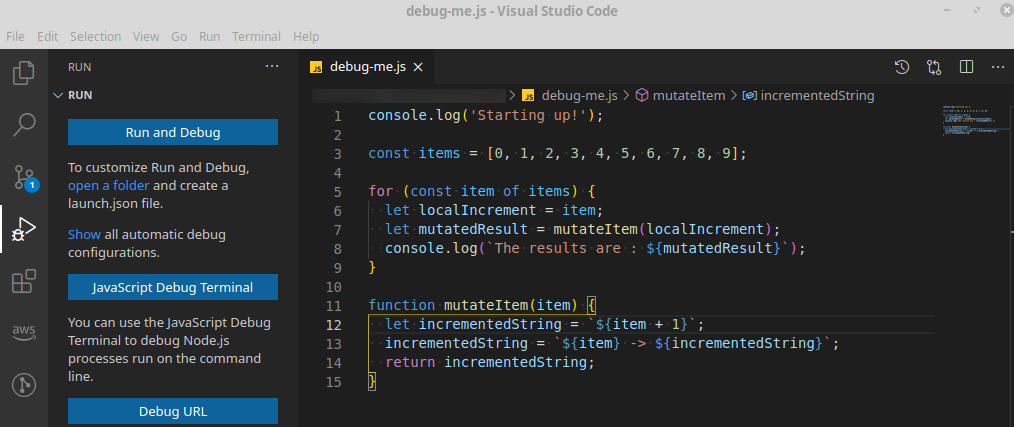 debug-me.js - Visual Studio Code
File Edit Selection View Go Run Terminal Help
RUN ···
RUN
Run and Debug
To customize Run and Debug,
open a folder and create a
launch.json file.
Show all automatic debug
configurations.
JavaScript Debug Terminal
You can use the JavaScript Debug
Terminal to debug Node.js
processes run on the command
line.
Debug URL
1
aws
JS debug-me.js
JS debug-me.js > mutateItem > incrementedString
1 console.log('Starting up!');
2
3 const items = [0, 1, 2, 3, 4, 5, 6, 7, 8, 9];
4
5 for (const item of items) {
6   let localIncrement = item;
7   let mutatedResult = mutateItem(localIncrement);
8   console.log(`The results are : ${mutatedResult}`);
9 }
10
11 function mutateItem(item) {
12   let incrementedString = `${item + 1}`;
13   incrementedString = `${item} -> ${incrementedString}`;
14   return incrementedString;
15 }